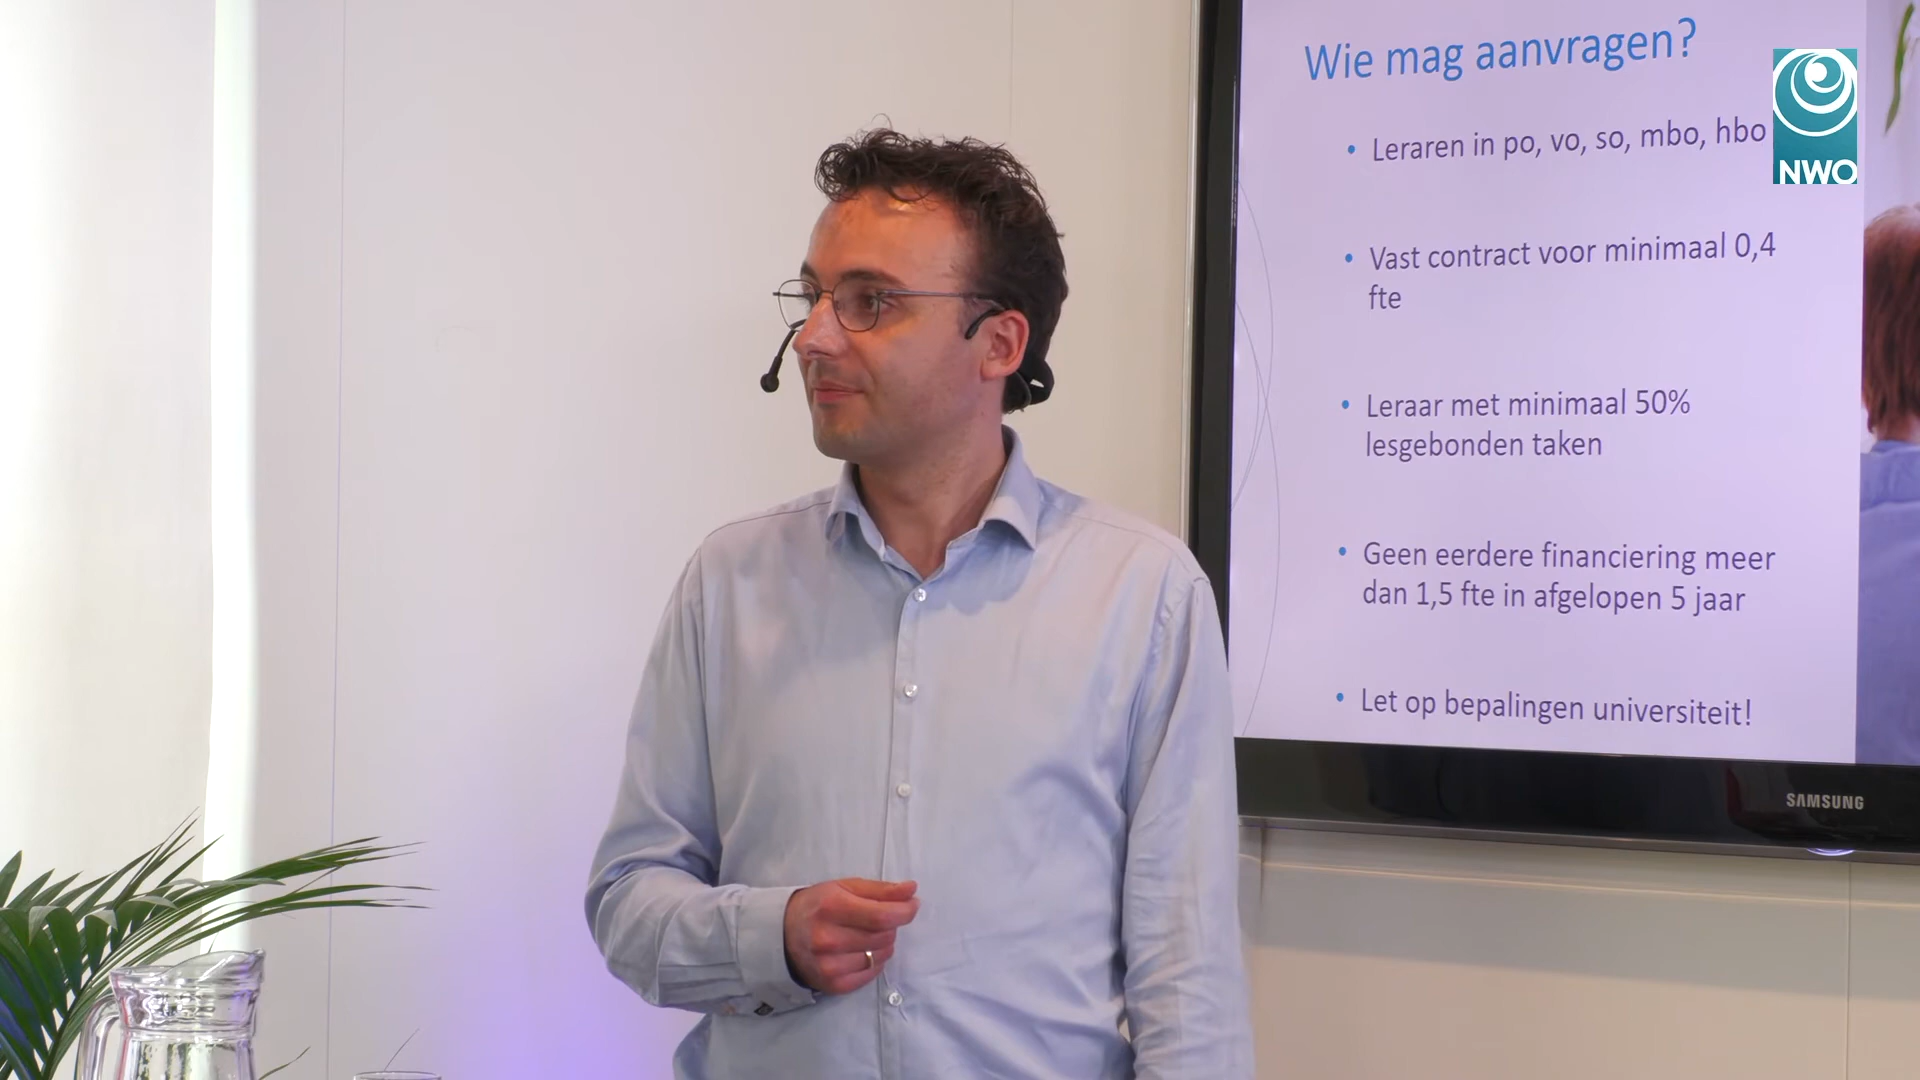 Wie mag aanvragen?
• Leraren in po, vo, so, mbo, hbo
NWO
• Vast contract voor minimaal 0,4
fte
• Leraar met minimaal 50%
lesgebonden taken
• Geen eerdere financiering meer
dan 1,5 fte in afgelopen 5 jaar
• Let op bepalingen universiteit!
SAMSUNG